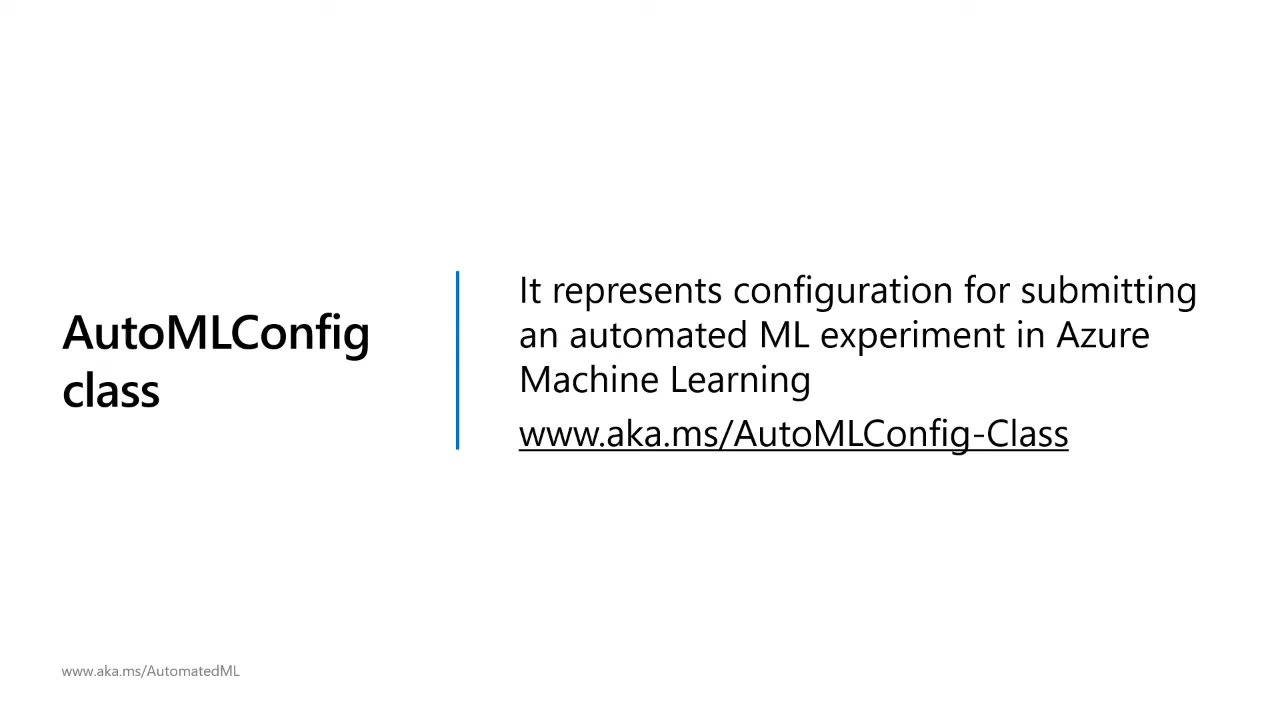 AutoMLConfig
class
It represents configuration for submitting
an automated ML experiment in Azure
Machine Learning
www.aka.ms/AutoMLConfig-Class
www.aka.ms/AutomatedML